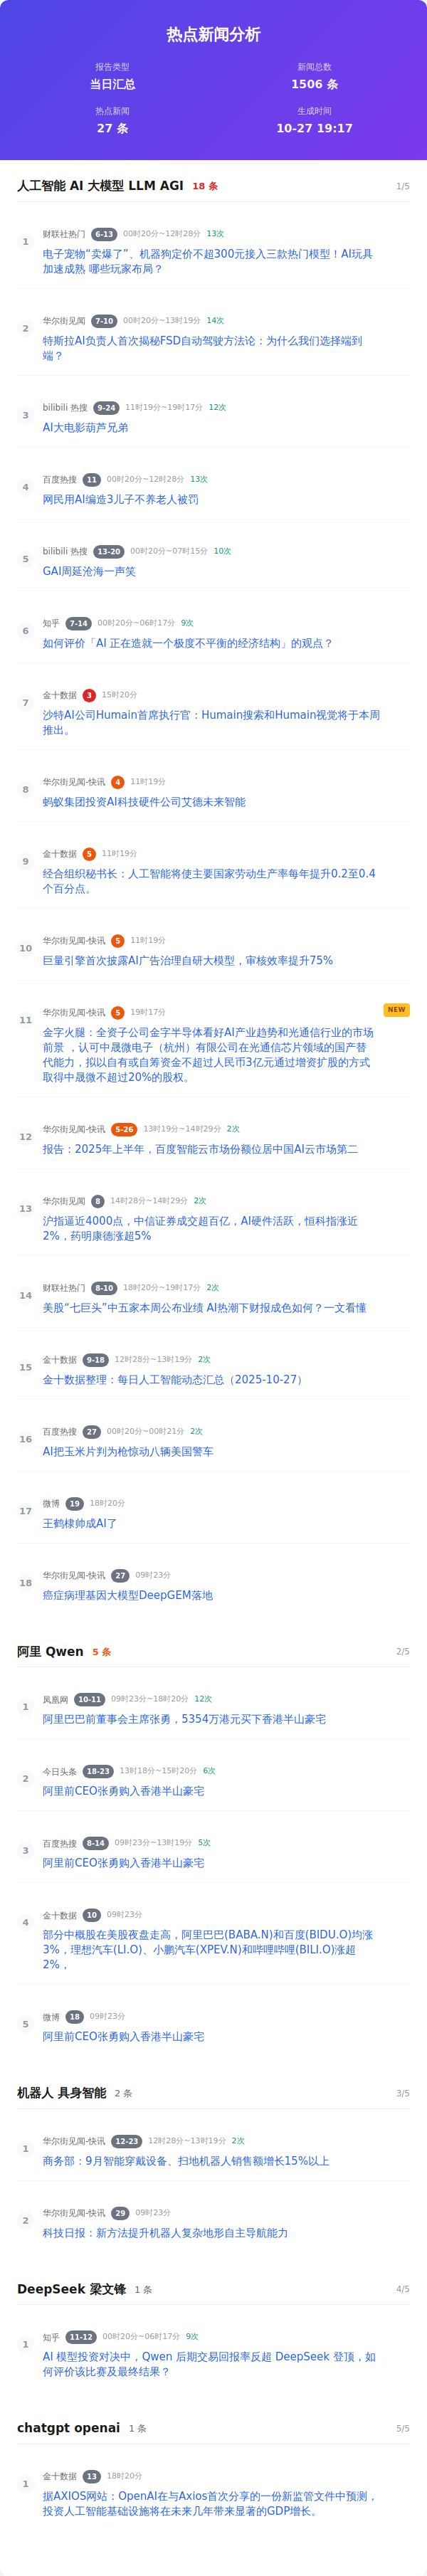 热点新闻分析
报告类型
新闻总数
当日汇总
1506 条
热点新闻
生成时间
27 条
10-27 19:17
人工智能 AI 大模型 LLM AGI 18 条 1/5
1
财联社热门 6-13 00时20分~12时28分 13次
电子宠物“卖爆了”、机器狗定价不超300元接入三款热门模型！AI玩具
加速成熟 哪些玩家布局？
2
华尔街见闻 7-10 00时20分~13时19分 14次
特斯拉AI负责人首次揭秘FSD自动驾驶方法论：为什么我们选择端到
端？
3
bilibili 热搜 9-24 11时19分~19时17分 12次
AI大电影葫芦兄弟
4
百度热搜 11 00时20分~12时28分 13次
网民用AI编造3儿子不养老人被罚
5
bilibili 热搜 13-20 00时20分~07时15分 10次
GAI周延沧海一声笑
6
知乎 7-14 00时20分~06时17分 9次
如何评价「AI 正在造就一个极度不平衡的经济结构」的观点？
7
金十数据 3 15时20分
沙特AI公司Humain首席执行官：Humain搜索和Humain视觉将于本周
推出。
8
华尔街见闻-快讯 4 11时19分
蚂蚁集团投资AI科技硬件公司艾德未来智能
9
金十数据 5 11时19分
经合组织秘书长：人工智能将使主要国家劳动生产率每年提升0.2至0.4
个百分点。
10
华尔街见闻-快讯 5 11时19分
巨量引擎首次披露AI广告治理自研大模型，审核效率提升75%
11
华尔街见闻-快讯 5 19时17分 NEW
金字火腿：全资子公司金字半导体看好AI产业趋势和光通信行业的市场
前景 ，认可中晟微电子（杭州）有限公司在光通信芯片领域的国产替
代能力，拟以自有或自筹资金不超过人民币3亿元通过增资扩股的方式
取得中晟微不超过20%的股权。
12
华尔街见闻-快讯 5-26 13时19分~14时29分 2次
报告：2025年上半年，百度智能云市场份额位居中国AI云市场第二
13
华尔街见闻 8 14时28分~14时29分 2次
沪指逼近4000点，中信证券成交超百亿，AI硬件活跃，恒科指涨近
2%，药明康德涨超5%
14
财联社热门 8-10 18时20分~19时17分 2次
美股“七巨头”中五家本周公布业绩 AI热潮下财报成色如何？一文看懂
15
金十数据 9-18 12时28分~13时19分 2次
金十数据整理：每日人工智能动态汇总（2025-10-27）
16
百度热搜 27 00时20分~00时21分 2次
AI把玉米片判为枪惊动八辆美国警车
17
微博 19 18时20分
王鹤棣帅成AI了
18
华尔街见闻-快讯 27 09时23分
癌症病理基因大模型DeepGEM落地
阿里 Qwen 5 条 2/5
1
凤凰网 10-11 09时23分~18时20分 12次
阿里巴巴前董事会主席张勇，5354万港元买下香港半山豪宅
2
今日头条 18-23 13时18分~15时20分 6次
阿里前CEO张勇购入香港半山豪宅
3
百度热搜 8-14 09时23分~13时19分 5次
阿里前CEO张勇购入香港半山豪宅
4
金十数据 10 09时23分
部分中概股在美股夜盘走高，阿里巴巴(BABA.N)和百度(BIDU.O)均涨
3%，理想汽车(LI.O)、小鹏汽车(XPEV.N)和哔哩哔哩(BILI.O)涨超
2%，
5
微博 18 09时23分
阿里前CEO张勇购入香港半山豪宅
机器人 具身智能 2 条 3/5
1
华尔街见闻-快讯 12-23 12时28分~13时19分 2次
商务部：9月智能穿戴设备、扫地机器人销售额增长15%以上
2
华尔街见闻-快讯 29 09时23分
科技日报：新方法提升机器人复杂地形自主导航能力
DeepSeek 梁文锋 1 条 4/5
1
知乎 11-12 00时20分~06时17分 9次
AI 模型投资对决中，Qwen 后期交易回报率反超 DeepSeek 登顶，如
何评价该比赛及最终结果？
chatgpt openai 1 条 5/5
1
金十数据 13 18时20分
据AXIOS网站：OpenAI在与Axios首次分享的一份新监管文件中预测，
投资人工智能基础设施将在未来几年带来显著的GDP增长。